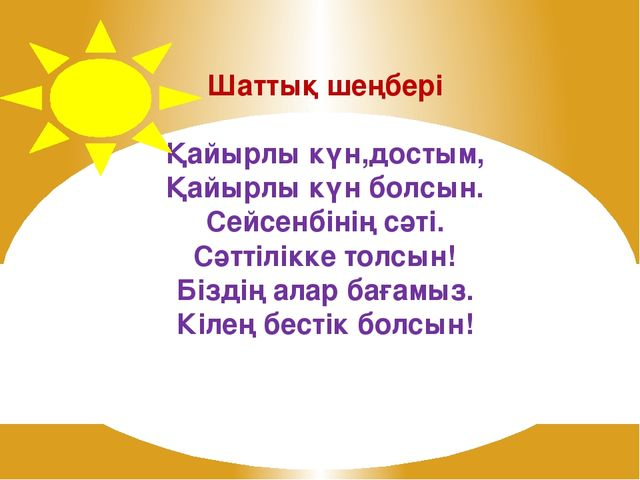 Шаттық шеңбері
Қайырлы күн,достым,
Қайырлы күн болсын.
Сейсенбінің сәті.
Сәттілікке толсын!
Біздің алар бағамыз.
Кілең бестік болсын!